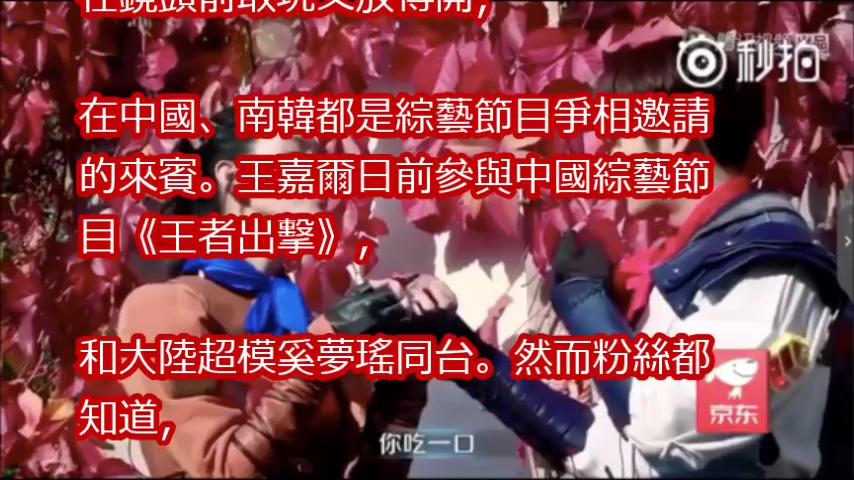 在中國、南韓都是綜藝節目爭相邀請
的來賓。王嘉爾日前參與中國綜藝節
目《王者出擊》,
和大陸超模奚夢瑤同台。然而粉絲都
知道,
秒拍
京东
你吃一口